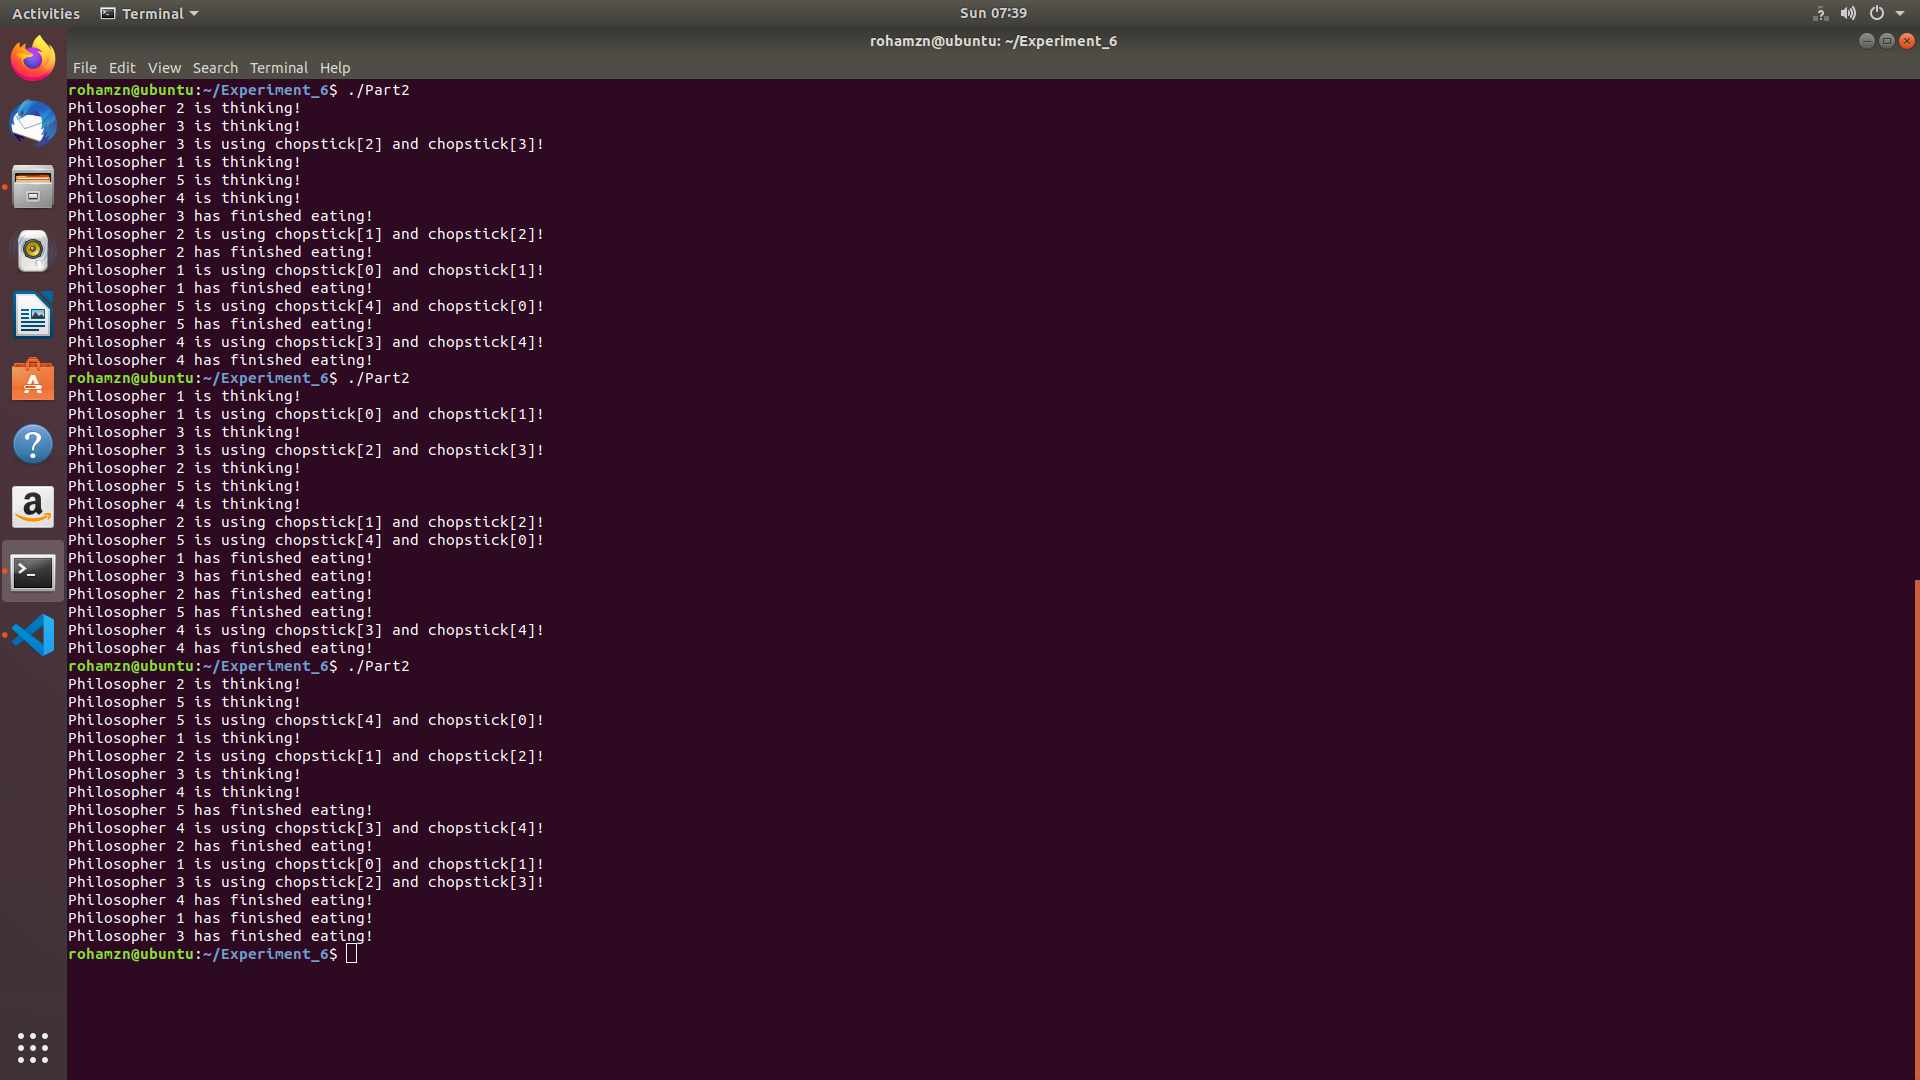 Activities
Terminal
Sun 07:39
rohamzn@ubuntu: ~/Experiment_6
File Edit View Search Terminal Help
rohamzn@ubuntu:~/Experiment_6$ ./Part2
Philosopher 2 is thinking!
Philosopher 3 is thinking!
Philosopher 3 is using chopstick[2] and chopstick[3]!
Philosopher 1 is thinking!
Philosopher 5 is thinking!
Philosopher 4 is thinking!
Philosopher 3 has finished eating!
Philosopher 2 is using chopstick[1] and chopstick[2]!
Philosopher 2 has finished eating!
Philosopher 1 is using chopstick[0] and chopstick[1]!
Philosopher 1 has finished eating!
Philosopher 5 is using chopstick[4] and chopstick[0]!
Philosopher 5 has finished eating!
Philosopher 4 is using chopstick[3] and chopstick[4]!
Philosopher 4 has finished eating!
rohamzn@ubuntu:~/Experiment_6$ ./Part2
Philosopher 1 is thinking!
Philosopher 1 is using chopstick[0] and chopstick[1]!
Philosopher 3 is thinking!
Philosopher 3 is using chopstick[2] and chopstick[3]!
Philosopher 2 is thinking!
Philosopher 5 is thinking!
Philosopher 4 is thinking!
Philosopher 2 is using chopstick[1] and chopstick[2]!
Philosopher 5 is using chopstick[4] and chopstick[0]!
Philosopher 1 has finished eating!
Philosopher 3 has finished eating!
Philosopher 2 has finished eating!
Philosopher 5 has finished eating!
Philosopher 4 is using chopstick[3] and chopstick[4]!
Philosopher 4 has finished eating!
rohamzn@ubuntu:~/Experiment_6$ ./Part2
Philosopher 2 is thinking!
Philosopher 5 is thinking!
Philosopher 5 is using chopstick[4] and chopstick[0]!
Philosopher 1 is thinking!
Philosopher 2 is using chopstick[1] and chopstick[2]!
Philosopher 3 is thinking!
Philosopher 4 is thinking!
Philosopher 5 has finished eating!
Philosopher 4 is using chopstick[3] and chopstick[4]!
Philosopher 2 has finished eating!
Philosopher 1 is using chopstick[0] and chopstick[1]!
Philosopher 3 is using chopstick[2] and chopstick[3]!
Philosopher 4 has finished eating!
Philosopher 1 has finished eating!
Philosopher 3 has finished eating!
rohamzn@ubuntu:~/Experiment_6$